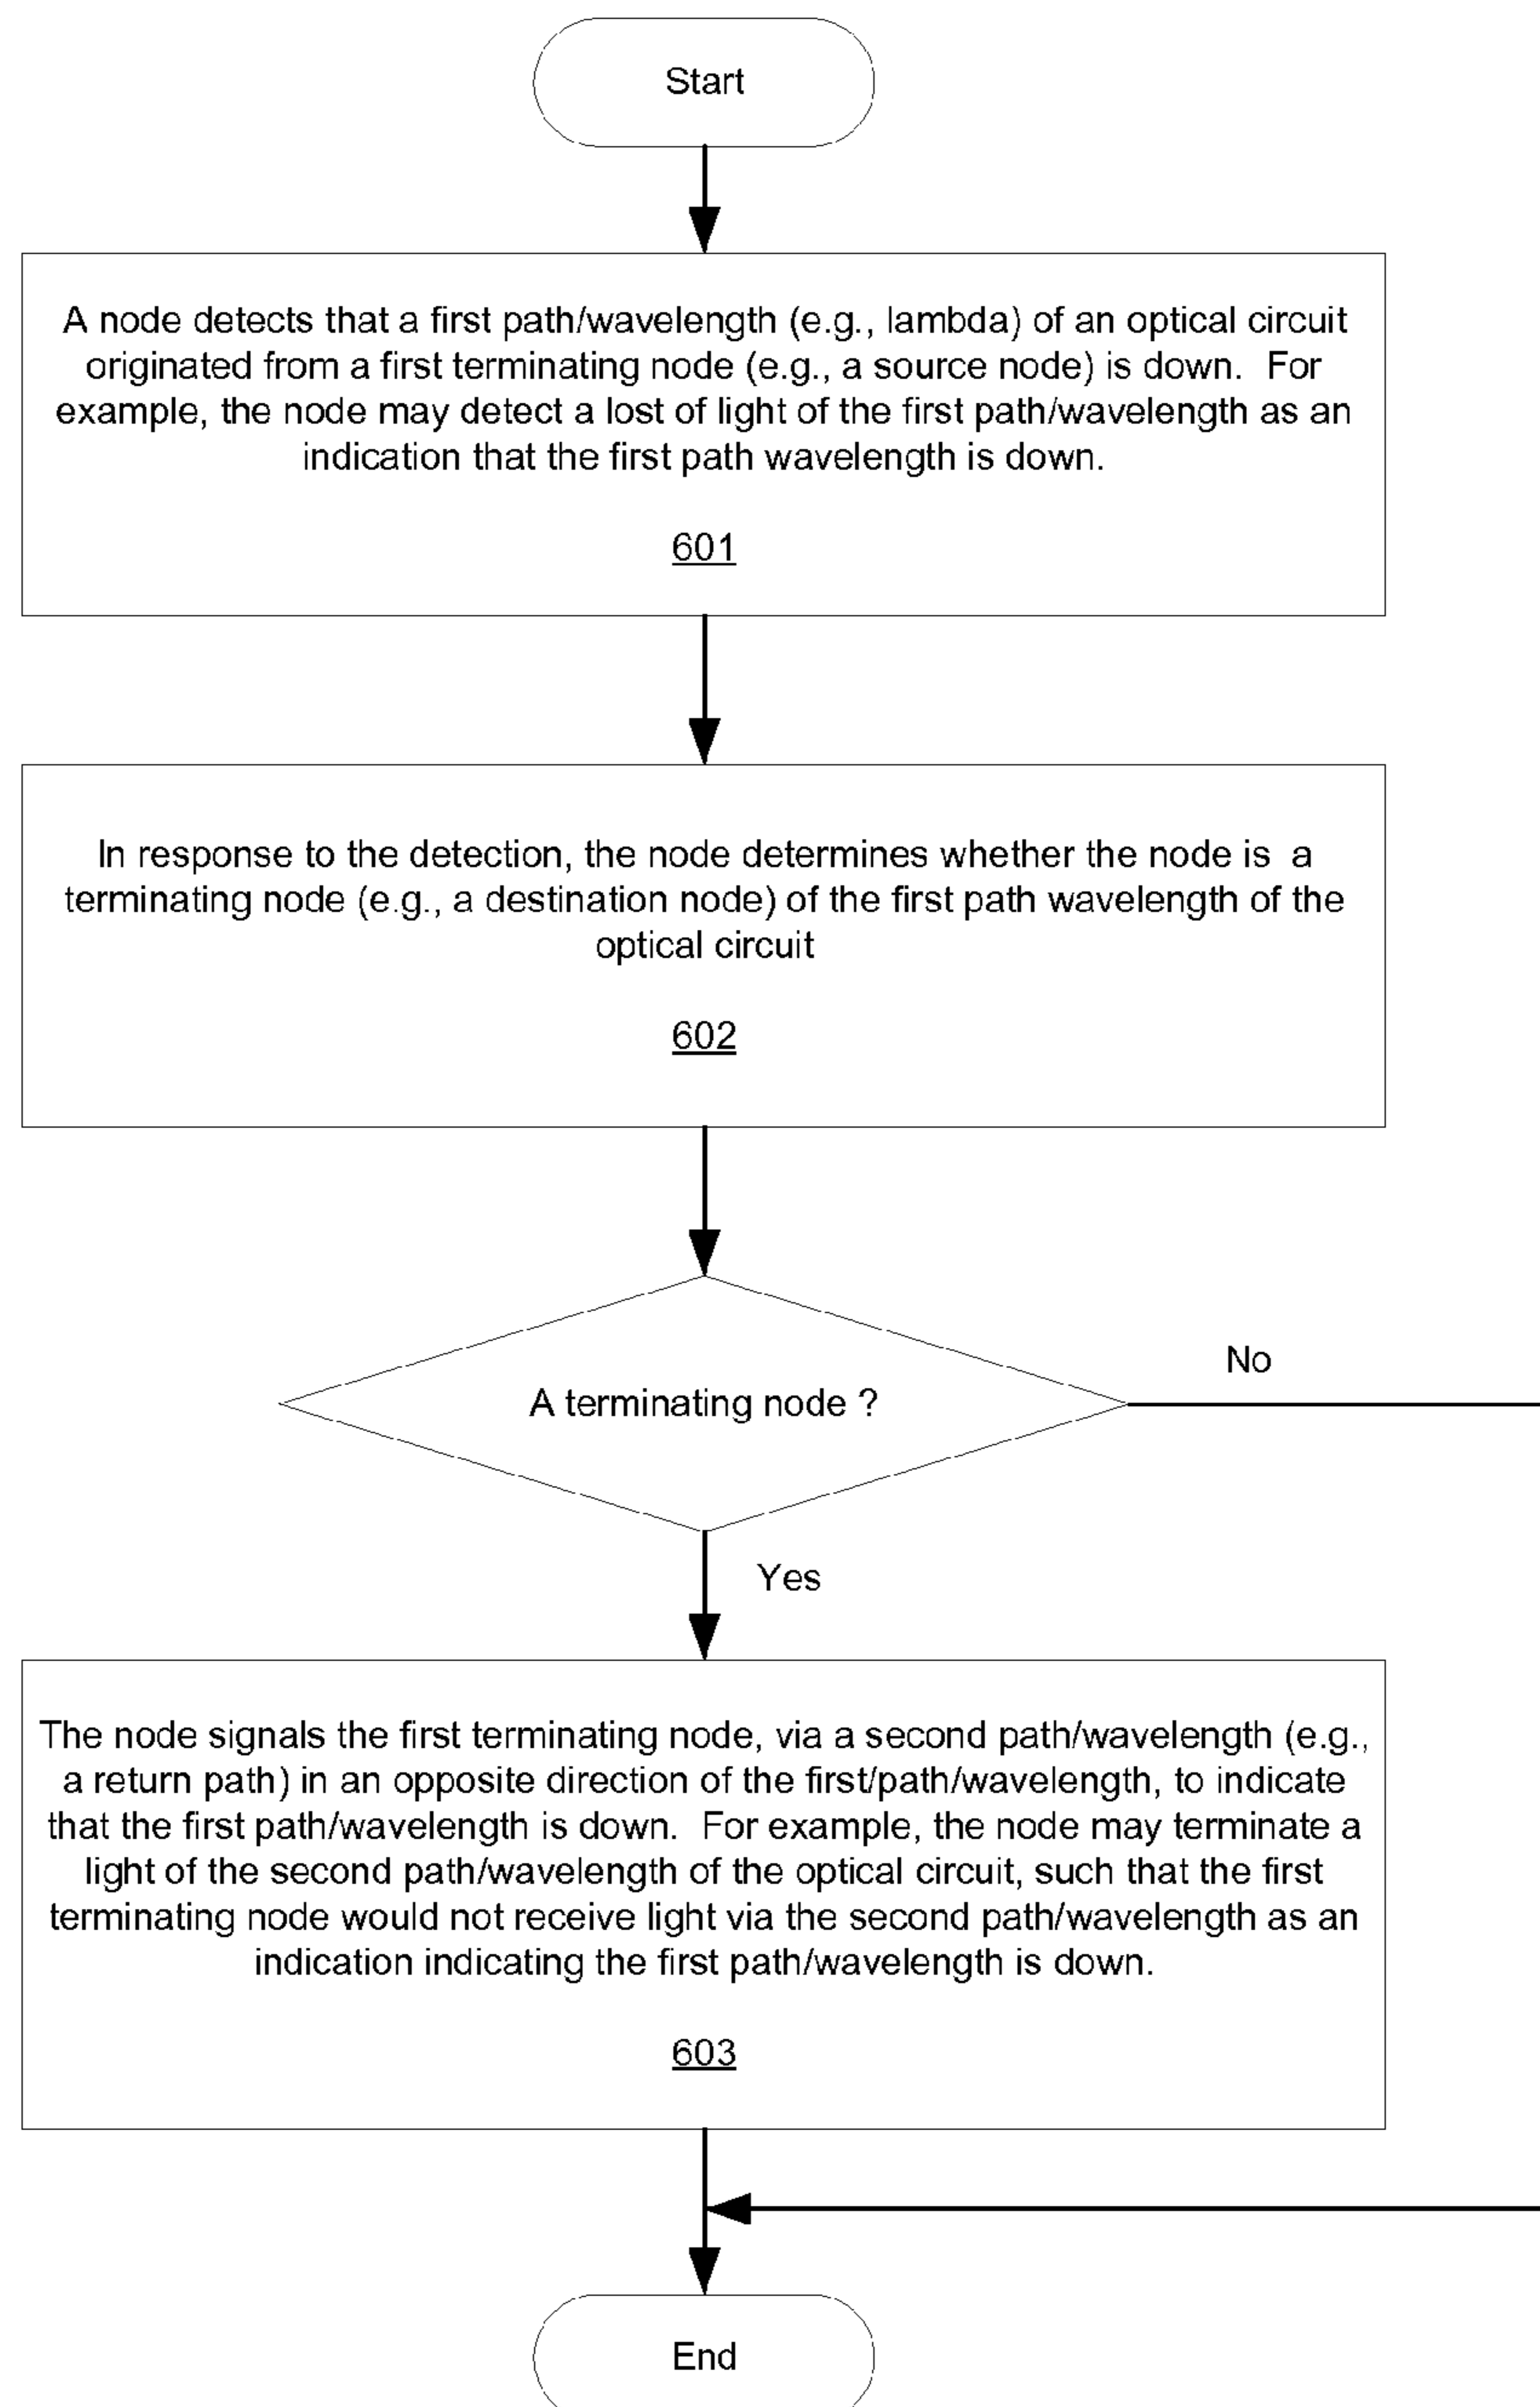 Start
A node detects that a first path/wavelength (e.g., lambda) of an optical circuit
originated from a first terminating node (e.g., a source node) is down.  For
example, the node may detect a lost of light of the first path/wavelength as an
indication that the first path wavelength is down.
601
In response to the detection, the node determines whether the node is  a
terminating node (e.g., a destination node) of the first path wavelength of the
optical circuit
602
A terminating node ?
No
Yes
The node signals the first terminating node, via a second path/wavelength (e.g.,
a return path) in an opposite direction of the first/path/wavelength, to indicate
that the first path/wavelength is down.  For example, the node may terminate a
light of the second path/wavelength of the optical circuit, such that the first
terminating node would not receive light via the second path/wavelength as an
indication indicating the first path/wavelength is down.
603
End